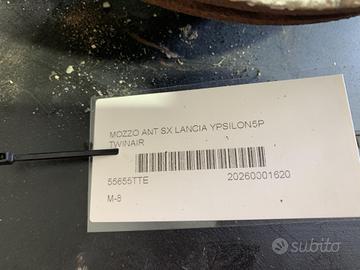 MOZZO ANT SX LANCIA YPSILON5P
TWINAIR
55655TTE 20260001620
M-8
subito